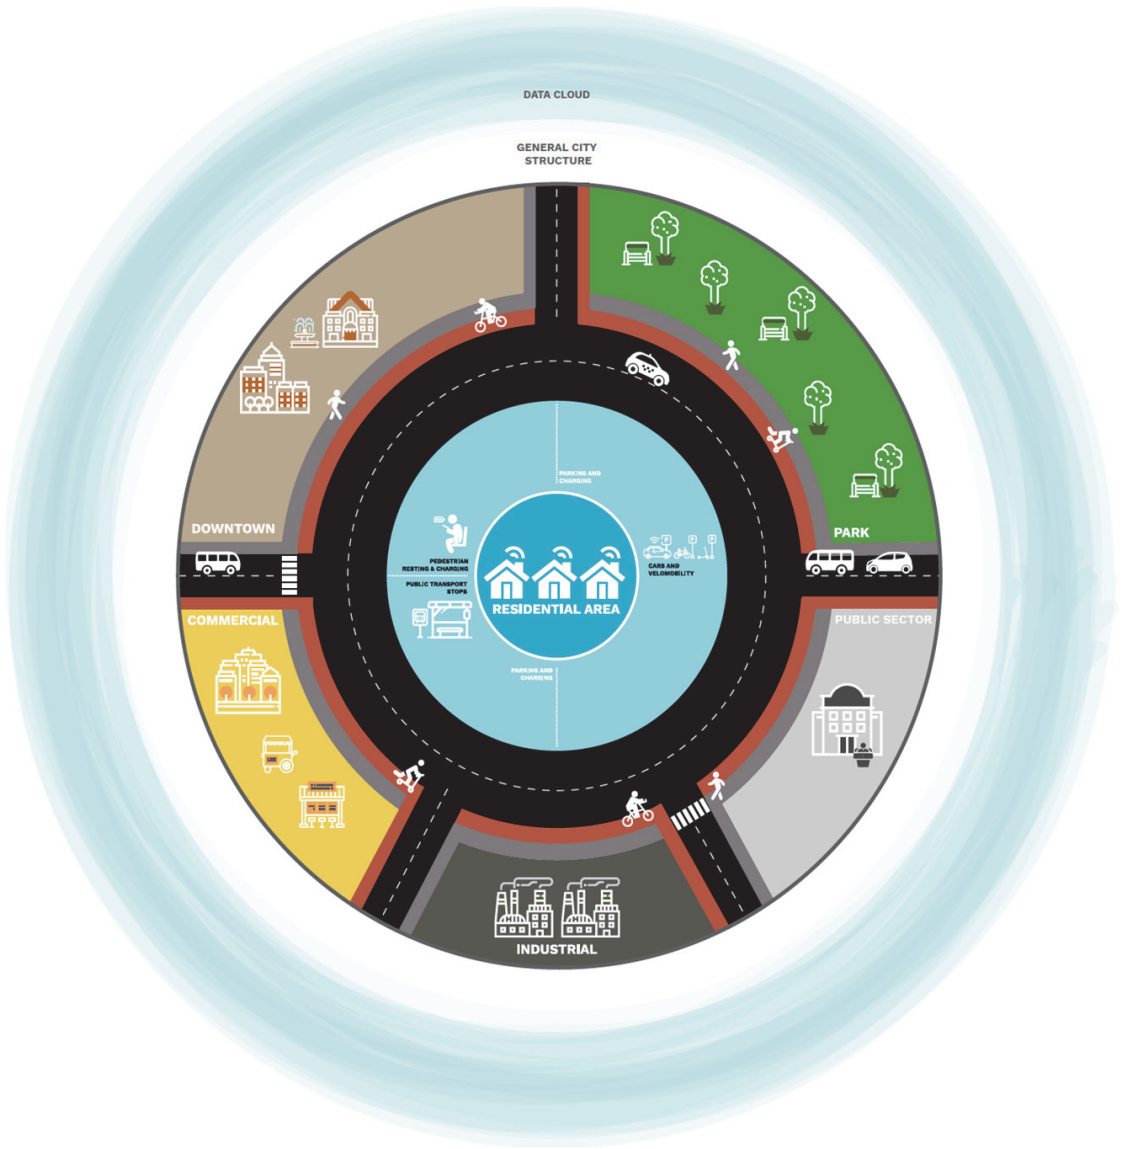 DATA CLOUD
GENERAL CITY
STRUCTURE
DOWNTOWN
PARK
PARKING AND
CHARGING
PEDESTRIAN
RESTING & CHARGING
PUBLIC TRANSPORT
STOPS
P
P
P
CARS AND
VELOMOBILITY
RESIDENTIAL AREA
PARKING AND
CHARGING
COMMERCIAL
PUBLIC SECTOR
INDUSTRIAL